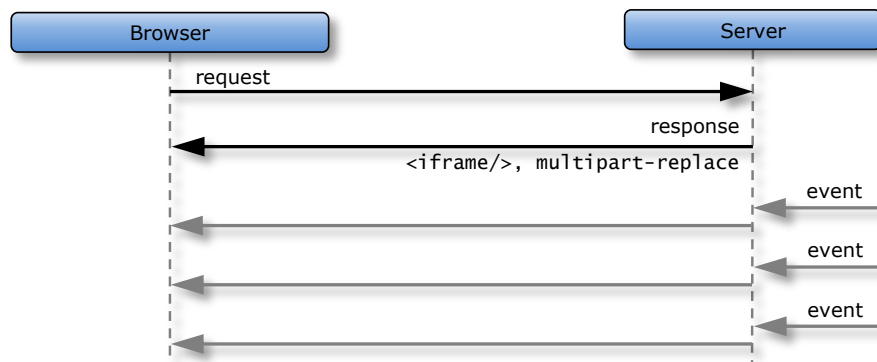 Browser
Server
request
response
<iframe/>, multipart-replace
event
event
event